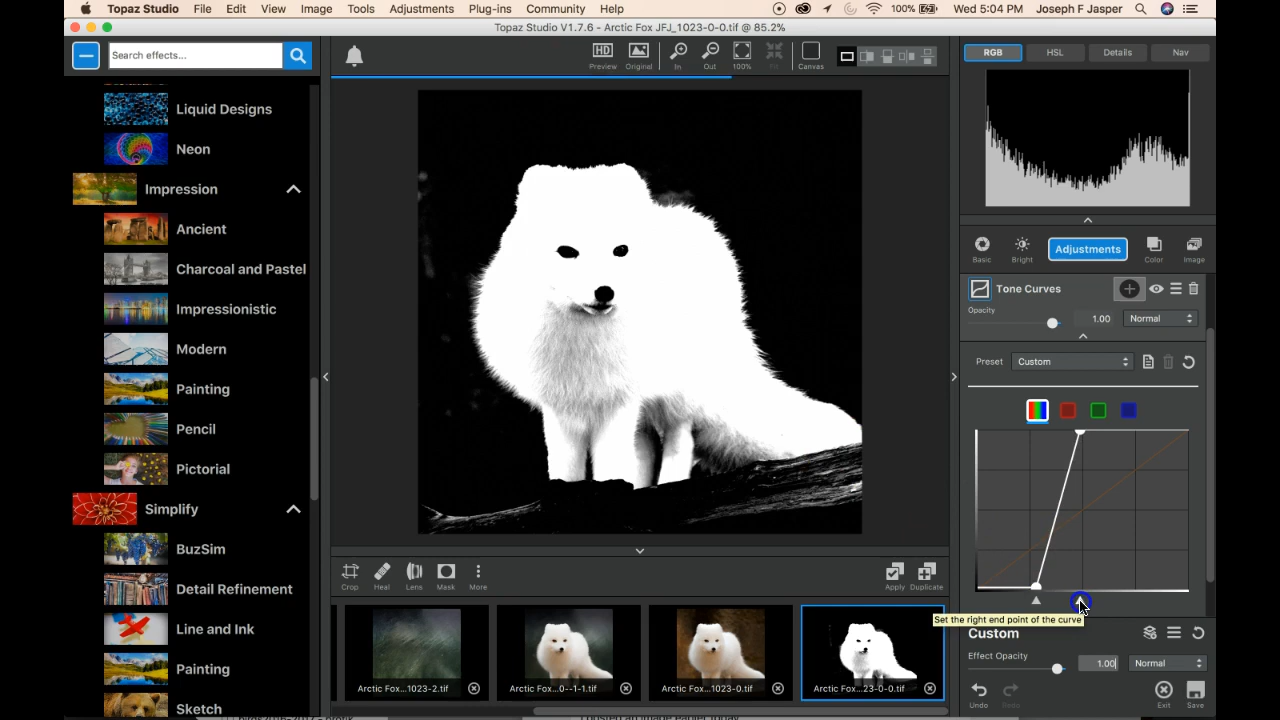 Topaz Studio File Edit View Image Tools Adjustments Plug-ins Community Help 100% Wed 5:04 PM Joseph F Jasper
Topaz Studio V1.7.6 - Arctic Fox JFJ_1023-0-0.tif @ 85.2%
Search effects...
HD Preview Original In Out 100% Fit Canvas
RGB HSL Details Nav
Liquid Designs
Neon
Impression
Ancient
Charcoal and Pastel
Impressionistic
Modern
Painting
Pencil
Pictorial
Simplify
BuzSim
Detail Refinement
Line and Ink
Painting
Sketch
Crop Heal Lens Mask More Apply Duplicate
Arctic Fox...1023-2.tif
Arctic Fox...0--1-1.tif
Arctic Fox...1023-0.tif
Arctic Fox...23-0-0.tif
Basic Bright Adjustments Color Image
Tone Curves
Opacity
1.00 Normal
Preset Custom
Set the right end point of the curve
Custom
Effect Opacity
1.00 Normal
Undo Redo Exit Save